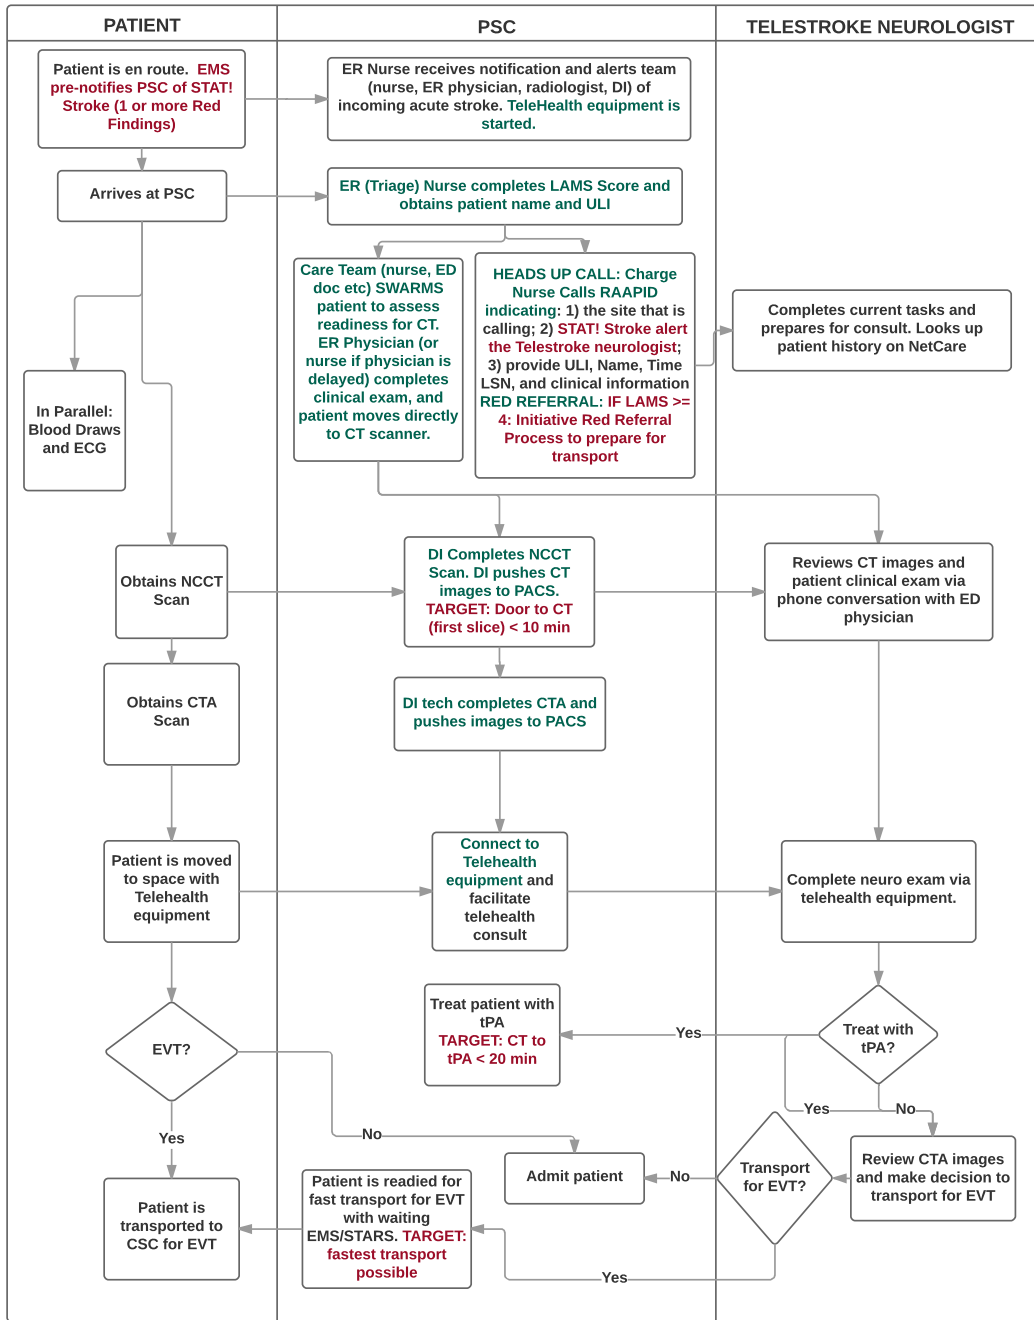 PATIENT
PSC
TELESTROKE NEUROLOGIST
Patient is en route. EMS
pre-notifies PSC of STAT!
Stroke (1 or more Red
Findings)
ER Nurse receives notification and alerts team
(nurse, ER physician, radiologist, DI) of
incoming acute stroke. TeleHealth equipment is
started.
Arrives at PSC
ER (Triage) Nurse completes LAMS Score and
obtains patient name and ULI
Care Team (nurse, ED
doc etc) SWARMS
patient to assess
readiness for CT.
ER Physician (or
nurse if physician is
delayed) completes
clinical exam, and
patient moves directly
to CT scanner.
HEADS UP CALL: Charge
Nurse Calls RAAPID
indicating: 1) the site that is
calling; 2) STAT! Stroke alert
the Telestroke neurologist;
3) provide ULI, Name, Time
LSN, and clinical information
RED REFERRAL: IF LAMS >=
4: Initiative Red Referral
Process to prepare for
transport
Completes current tasks and
prepares for consult. Looks up
patient history on NetCare
In Parallel:
Blood Draws
and ECG
Obtains NCCT
Scan
DI Completes NCCT
Scan. DI pushes CT
images to PACS.
TARGET: Door to CT
(first slice) < 10 min
Reviews CT images and
patient clinical exam via
phone conversation with ED
physician
Obtains CTA
Scan
DI tech completes CTA and
pushes images to PACS
Patient is moved
to space with
Telehealth
equipment
Connect to
Telehealth
equipment and
facilitate
telehealth
consult
Complete neuro exam via
telehealth equipment.
EVT?
Treat patient with
tPA
TARGET: CT to
tPA < 20 min
Yes
Treat with
tPA?
Yes
No
Yes
No
Admit patient
No
Transport
for EVT?
Review CTA images
and make decision to
transport for EVT
Patient is
transported to
CSC for EVT
Patient is readied for
fast transport for EVT
with waiting
EMS/STARS. TARGET:
fastest transport
possible
Yes